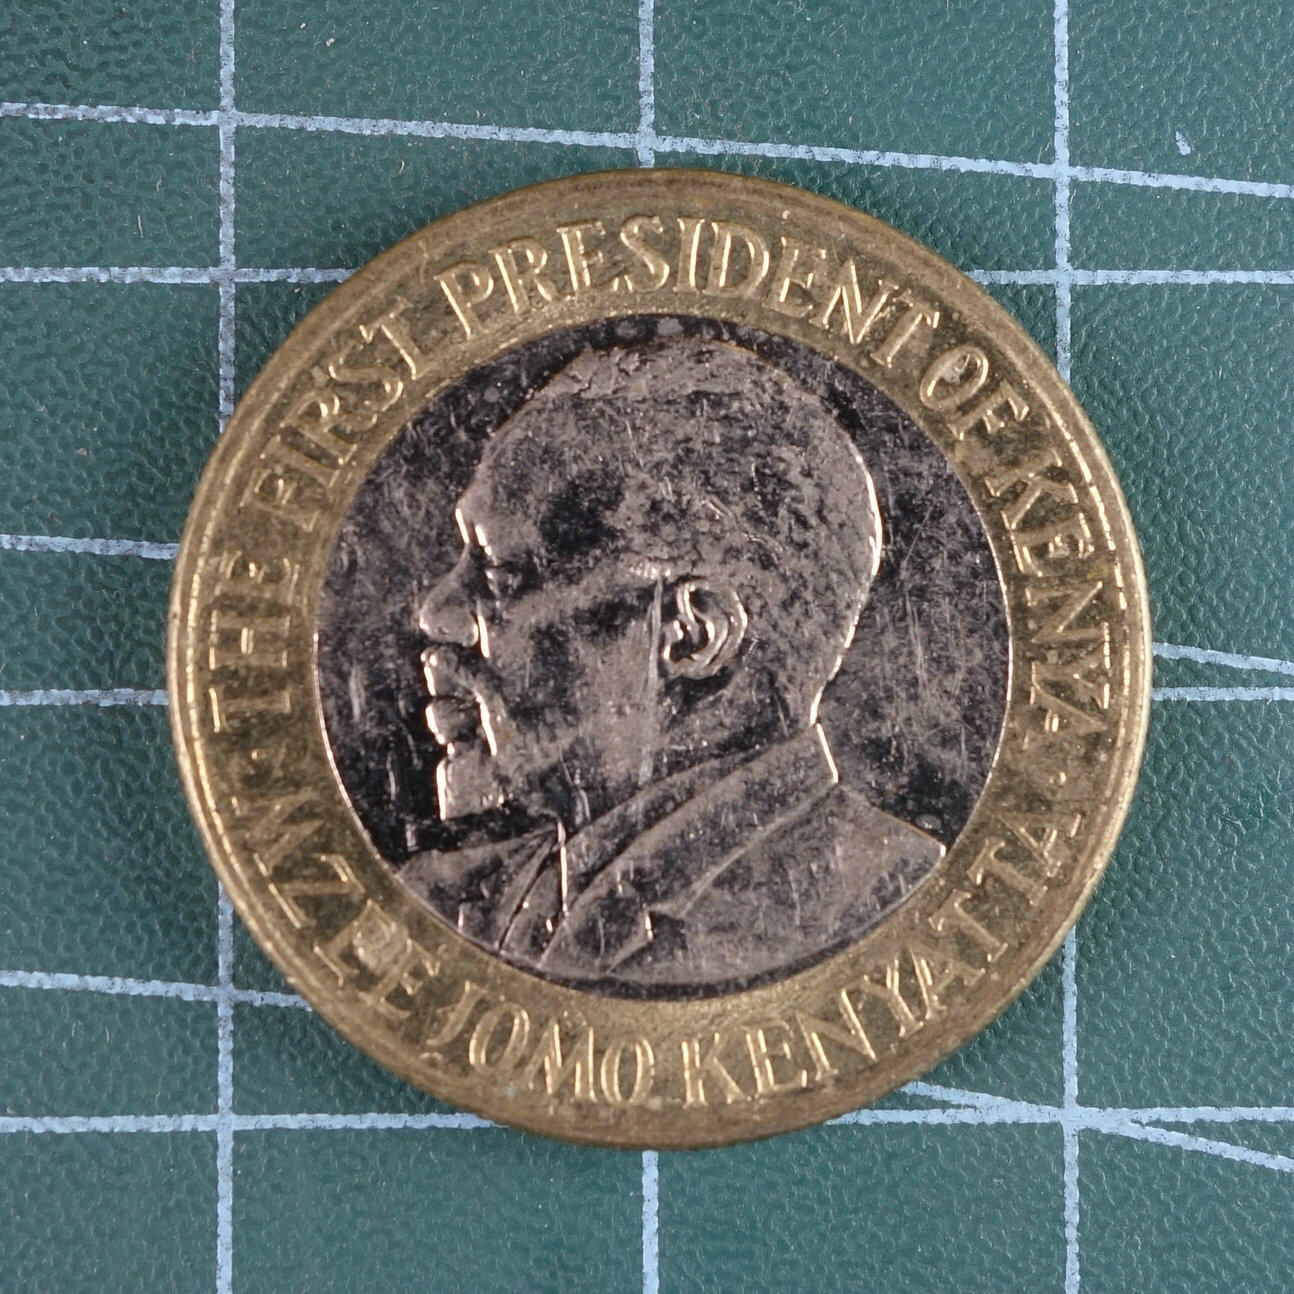 THE FIRST PRESIDENT OF KENYA
MZEE JOMO KENYATTA